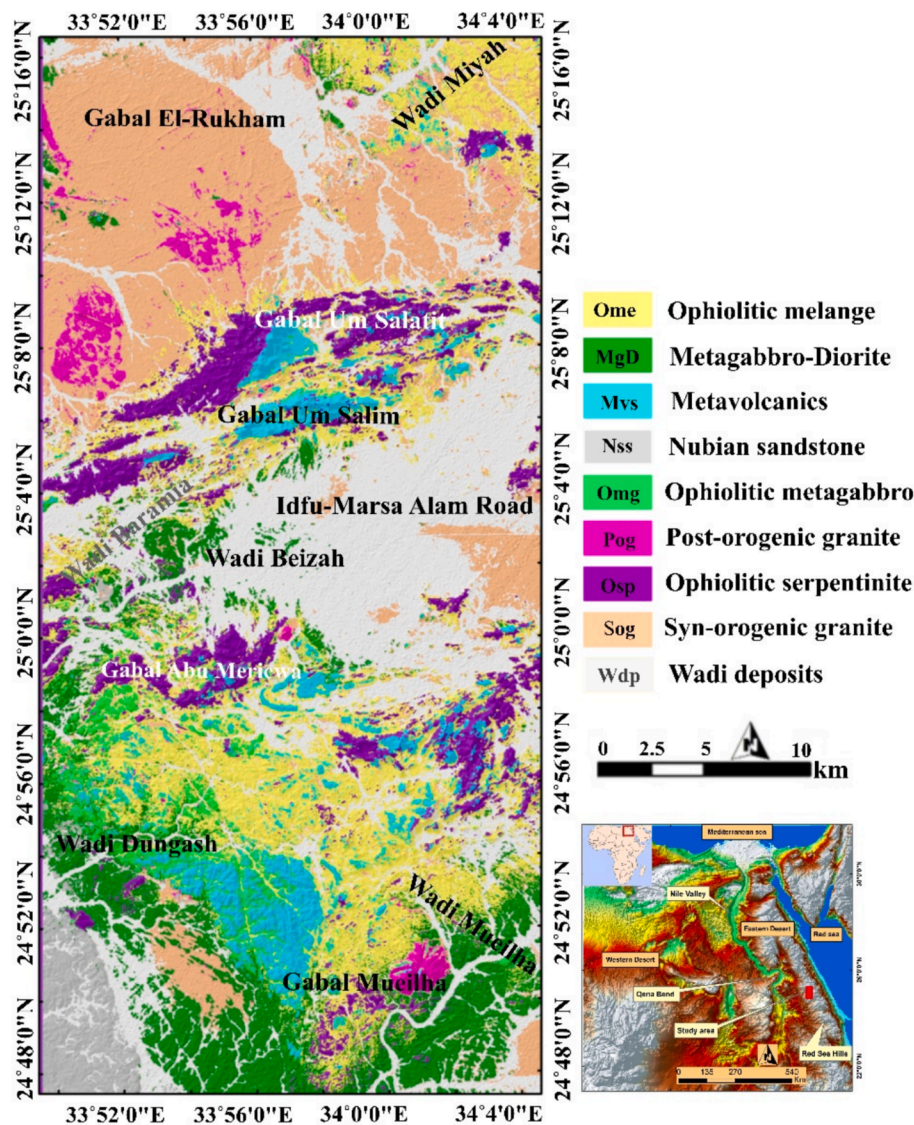 33°52'0"E 33°56'0"E 34°0'0"E 34°4'0"E
25°16'0"N
25°12'0"N
25°8'0"N
25°4'0"N
25°0'0"N
24°56'0"N
24°52'0"N
24°48'0"N
Gabal El-Rukham
Wadi Miyah
Gabal Um Salatit
Gabal Um Salim
Idfu-Marsa Alam Road
Wadi Baramia
Wadi Beizah
Gabal Abu Meriewa
Wadi Dungash
Wadi Mueilha
Gabal Mueilha
25°16'0"N
25°12'0"N
25°8'0"N
25°4'0"N
25°0'0"N
24°56'0"N
24°52'0"N
24°48'0"N
33°52'0"E 33°56'0"E 34°0'0"E 34°4'0"E
Ome Ophiolitic melange
MgD Metagabbro-Diorite
Mvs Metavolcanics
Nss Nubian sandstone
Omg Ophiolitic metagabbro
Pog Post-orogenic granite
Osp Ophiolitic serpentinite
Sog Syn-orogenic granite
Wdp Wadi deposits
N
0 2.5 5 10
km
Mediterranean sea
Nile Valley
Eastern Desert
Red sea
Western Desert
Qena Bend
Study area
Red Sea Hills
N
0 135 270 540
Km